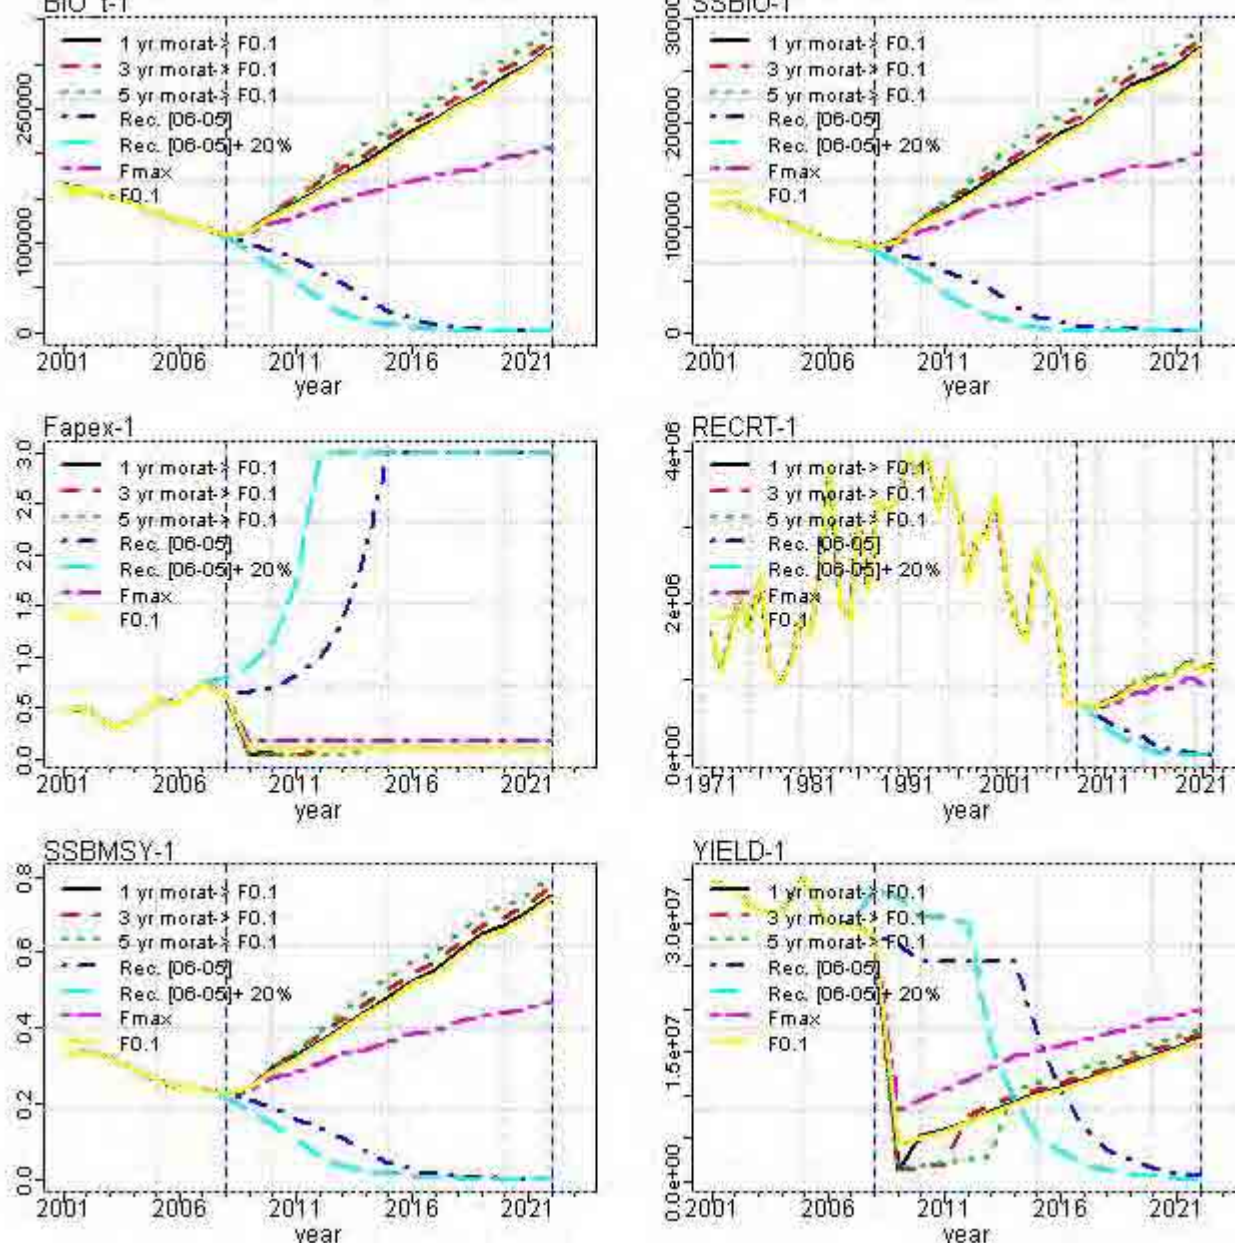 BIO_t-1
1 yr morat-> F0.1
3 yr morat-> F0.1
5 yr morat-> F0.1
Rec. [06-05]
Rec. [06-05]+ 20%
Fmax
F0.1
0 100000 250000
2001 2006 2011 2016 2021
year
SSBIO-1
1 yr morat-> F0.1
3 yr morat-> F0.1
5 yr morat-> F0.1
Rec. [06-05]
Rec. [06-05]+ 20%
Fmax
F0.1
0 100000 200000 300000
2001 2006 2011 2016 2021
year
Fapex-1
1 yr morat-> F0.1
3 yr morat-> F0.1
5 yr morat-> F0.1
Rec. [06-05]
Rec. [06-05]+ 20%
Fmax
F0.1
0.0 0.5 1.0 1.5 2.0 2.5 3.0
2001 2006 2011 2016 2021
year
RECRT-1
1 yr morat-> F0.1
3 yr morat-> F0.1
5 yr morat-> F0.1
Rec. [06-05]
Rec. [06-05]+ 20%
Fmax
F0.1
0e+00 2e+06 4e+06
1971 1981 1991 2001 2011 2021
year
SSBMSY-1
1 yr morat-> F0.1
3 yr morat-> F0.1
5 yr morat-> F0.1
Rec. [06-05]
Rec. [06-05]+ 20%
Fmax
F0.1
0.0 0.2 0.4 0.6 0.8
2001 2006 2011 2016 2021
year
YIELD-1
1 yr morat-> F0.1
3 yr morat-> F0.1
5 yr morat-> F0.1
Rec. [06-05]
Rec. [06-05]+ 20%
Fmax
F0.1
0.0e+00 1.5e+07 3.0e+07
2001 2006 2011 2016 2021
year